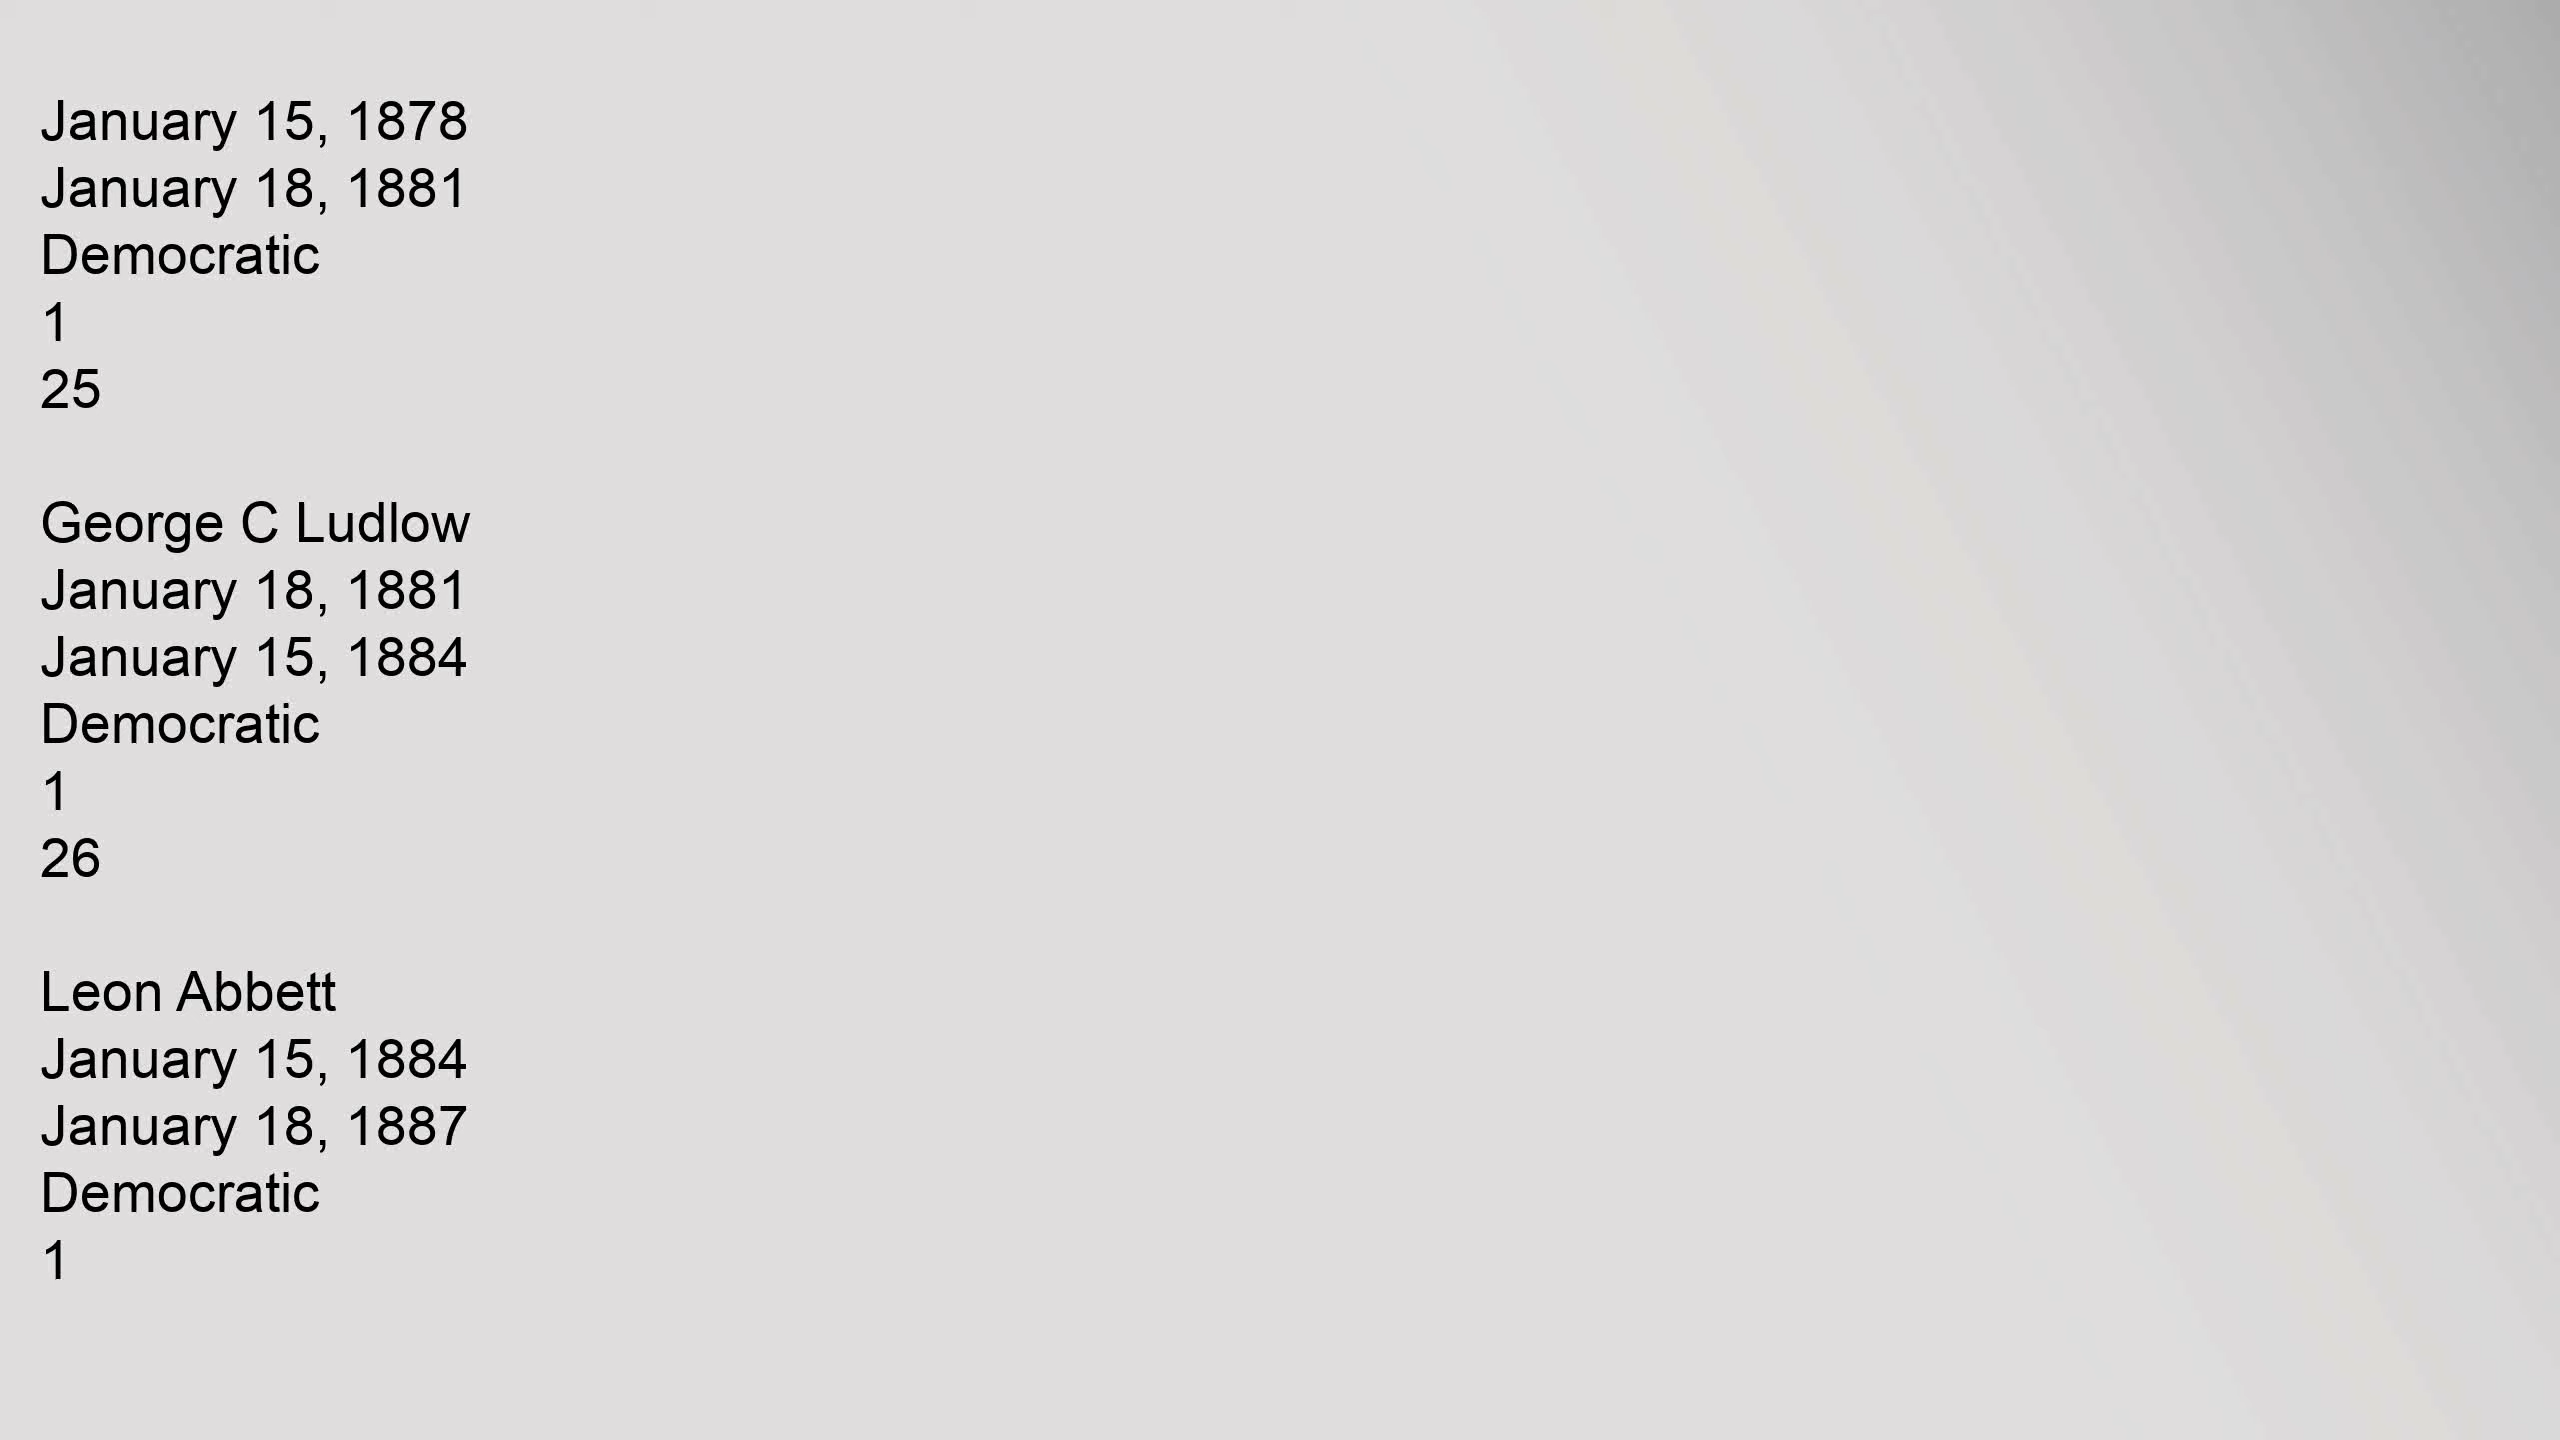 January 15, 1878
January 18, 1881
Democratic
1
25
George C Ludlow
January 18, 1881
January 15, 1884
Democratic
1
26
Leon Abbett
January 15, 1884
January 18, 1887
Democratic
1